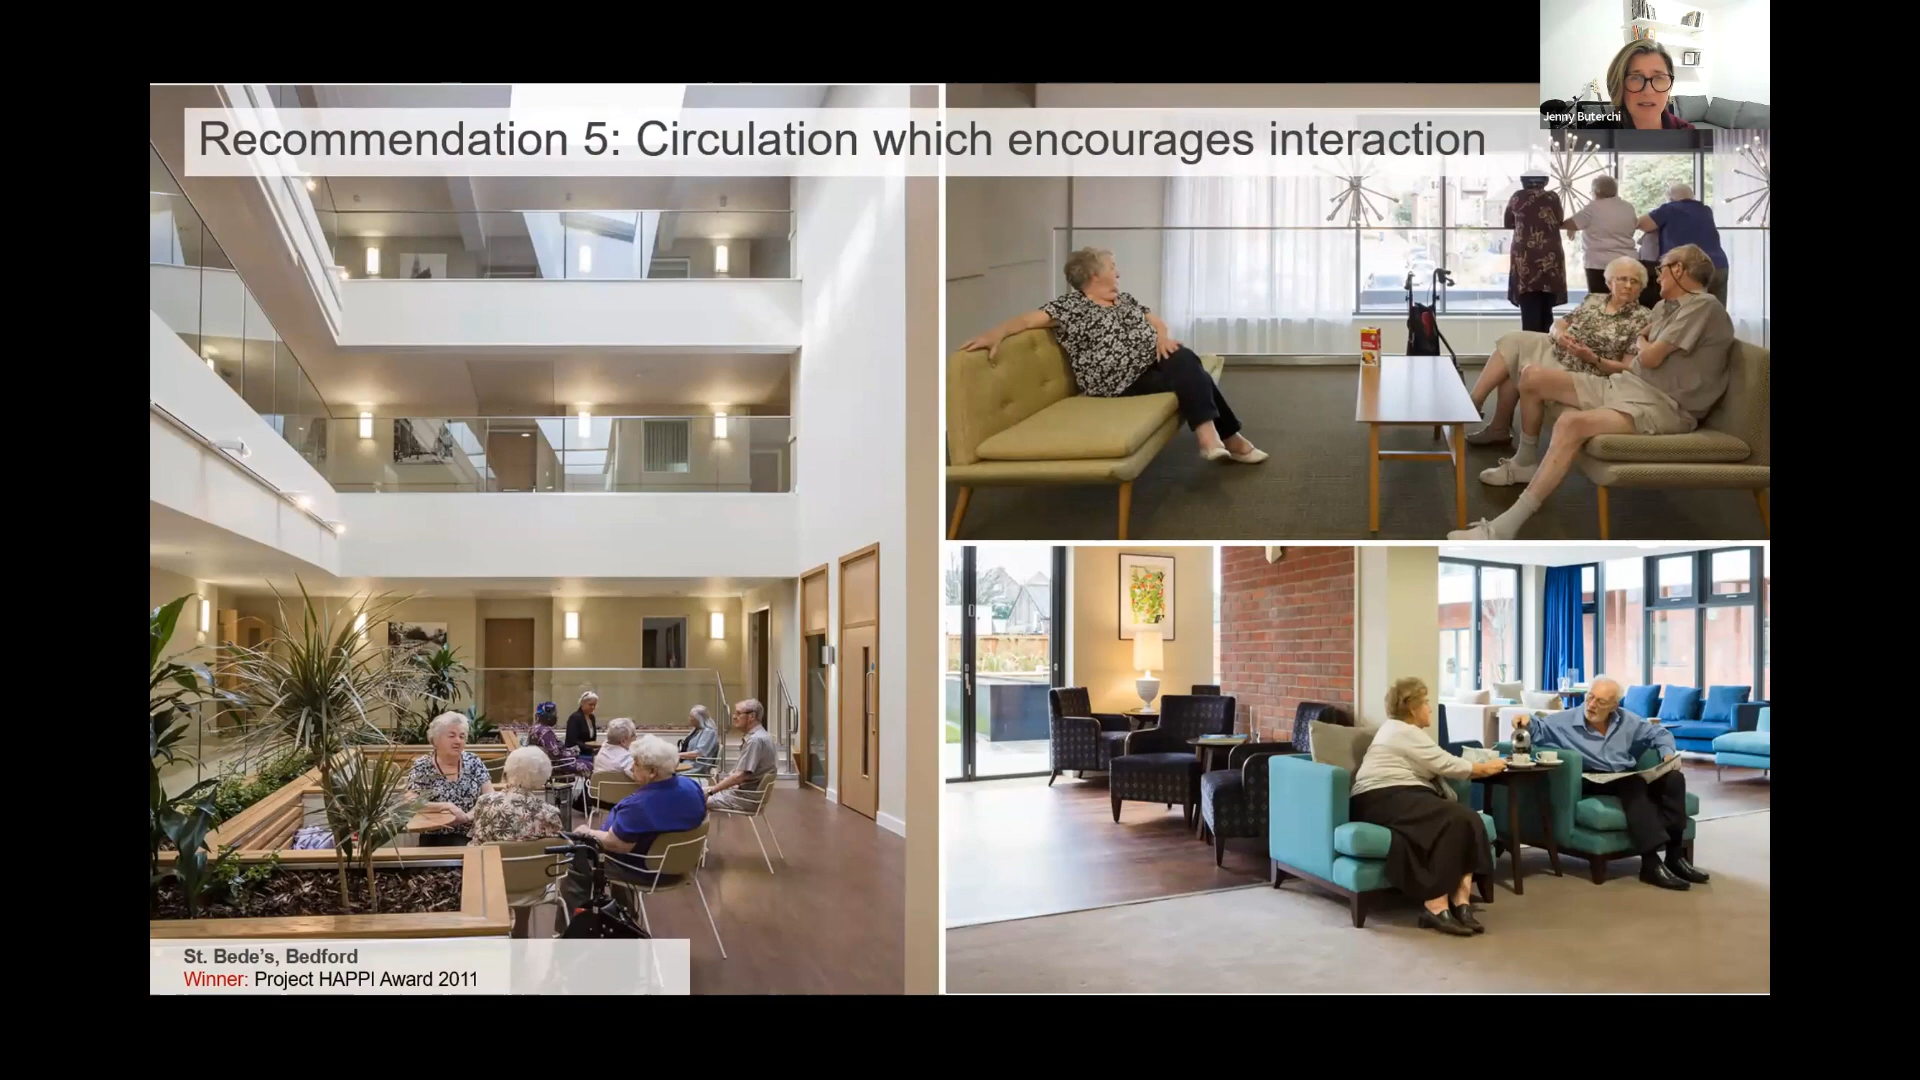 Recommendation 5: Circulation which encourages interaction
Jenny Buterchi
St. Bede's, Bedford
Winner: Project HAPPI Award 2011